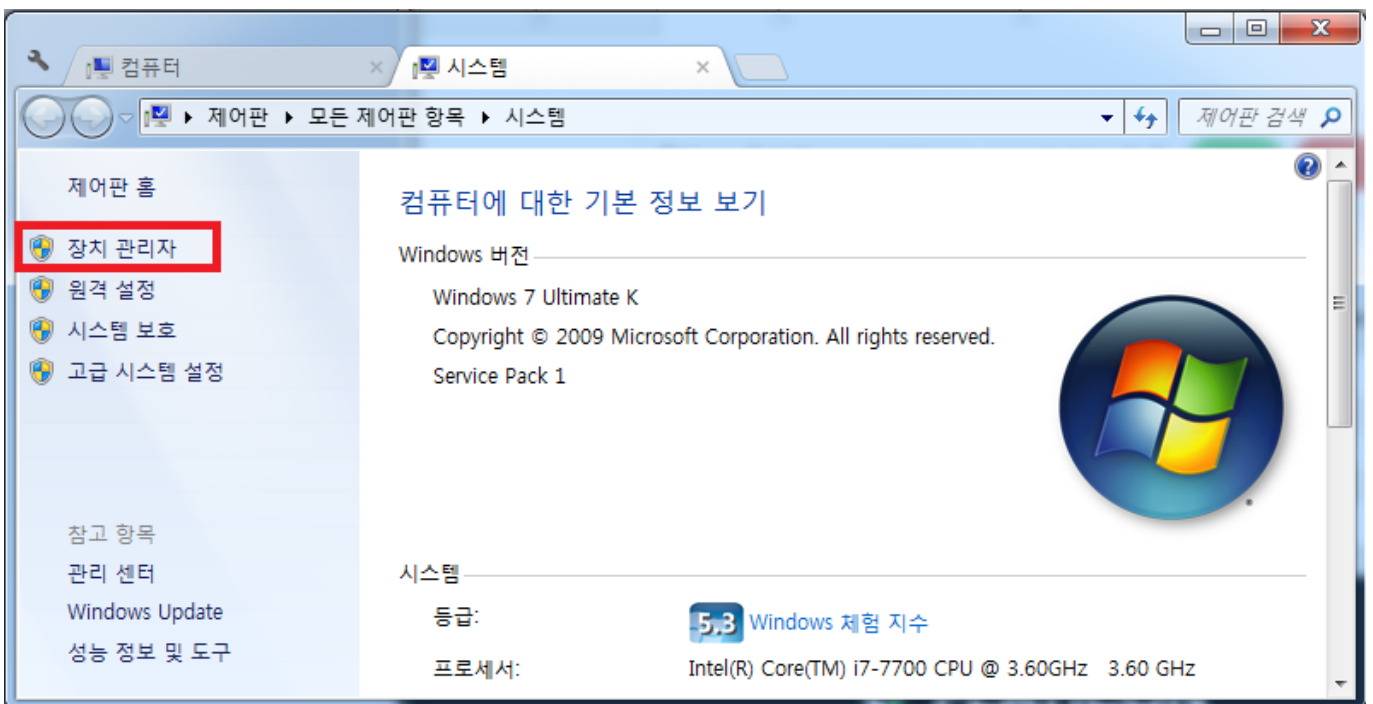 컴퓨터
시스템
제어판 ▶ 모든 제어판 항목 ▶ 시스템
제어판 검색
제어판 홈
장치 관리자
원격 설정
시스템 보호
고급 시스템 설정
참고 항목
관리 센터
Windows Update
성능 정보 및 도구
컴퓨터에 대한 기본 정보 보기
Windows 버전
Windows 7 Ultimate K
Copyright © 2009 Microsoft Corporation. All rights reserved.
Service Pack 1
시스템
등급: 5.3 Windows 체험 지수
프로세서: Intel(R) Core(TM) i7-7700 CPU @ 3.60GHz 3.60 GHz